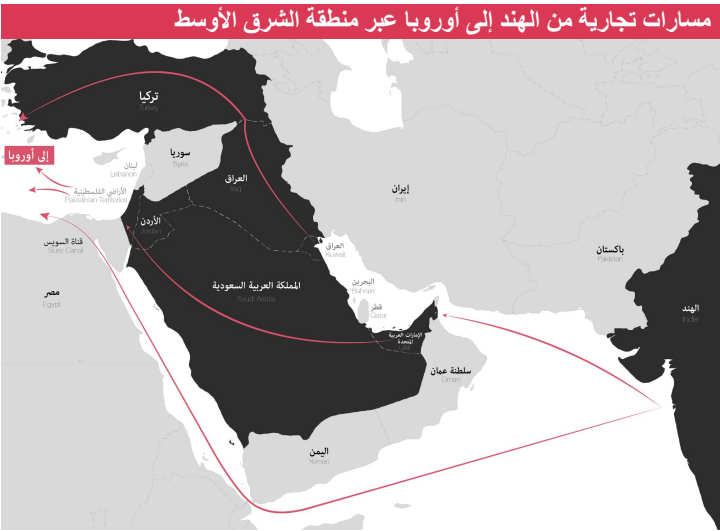 مسارات تجارية من الهند إلى أوروبا عبر منطقة الشرق الأوسط
تركيا
Turkey
سوريا
Syria
لبنان
Lebanon
إلى أوروبا
الأراضي الفلسطينية
Palestinian Territories
العراق
Iraq
إيران
Iran
الأردن
Jordan
قناة السويس
Suez Canal
العراق
Kuwait
باكستان
Pakistan
مصر
Egypt
المملكة العربية السعودية
Saudi Arabia
البحرين
Bahrain
قطر
Qatar
الهند
India
الإمارات العربية
المتحدة
UAE
سلطنة عمان
Oman
اليمن
Yemen